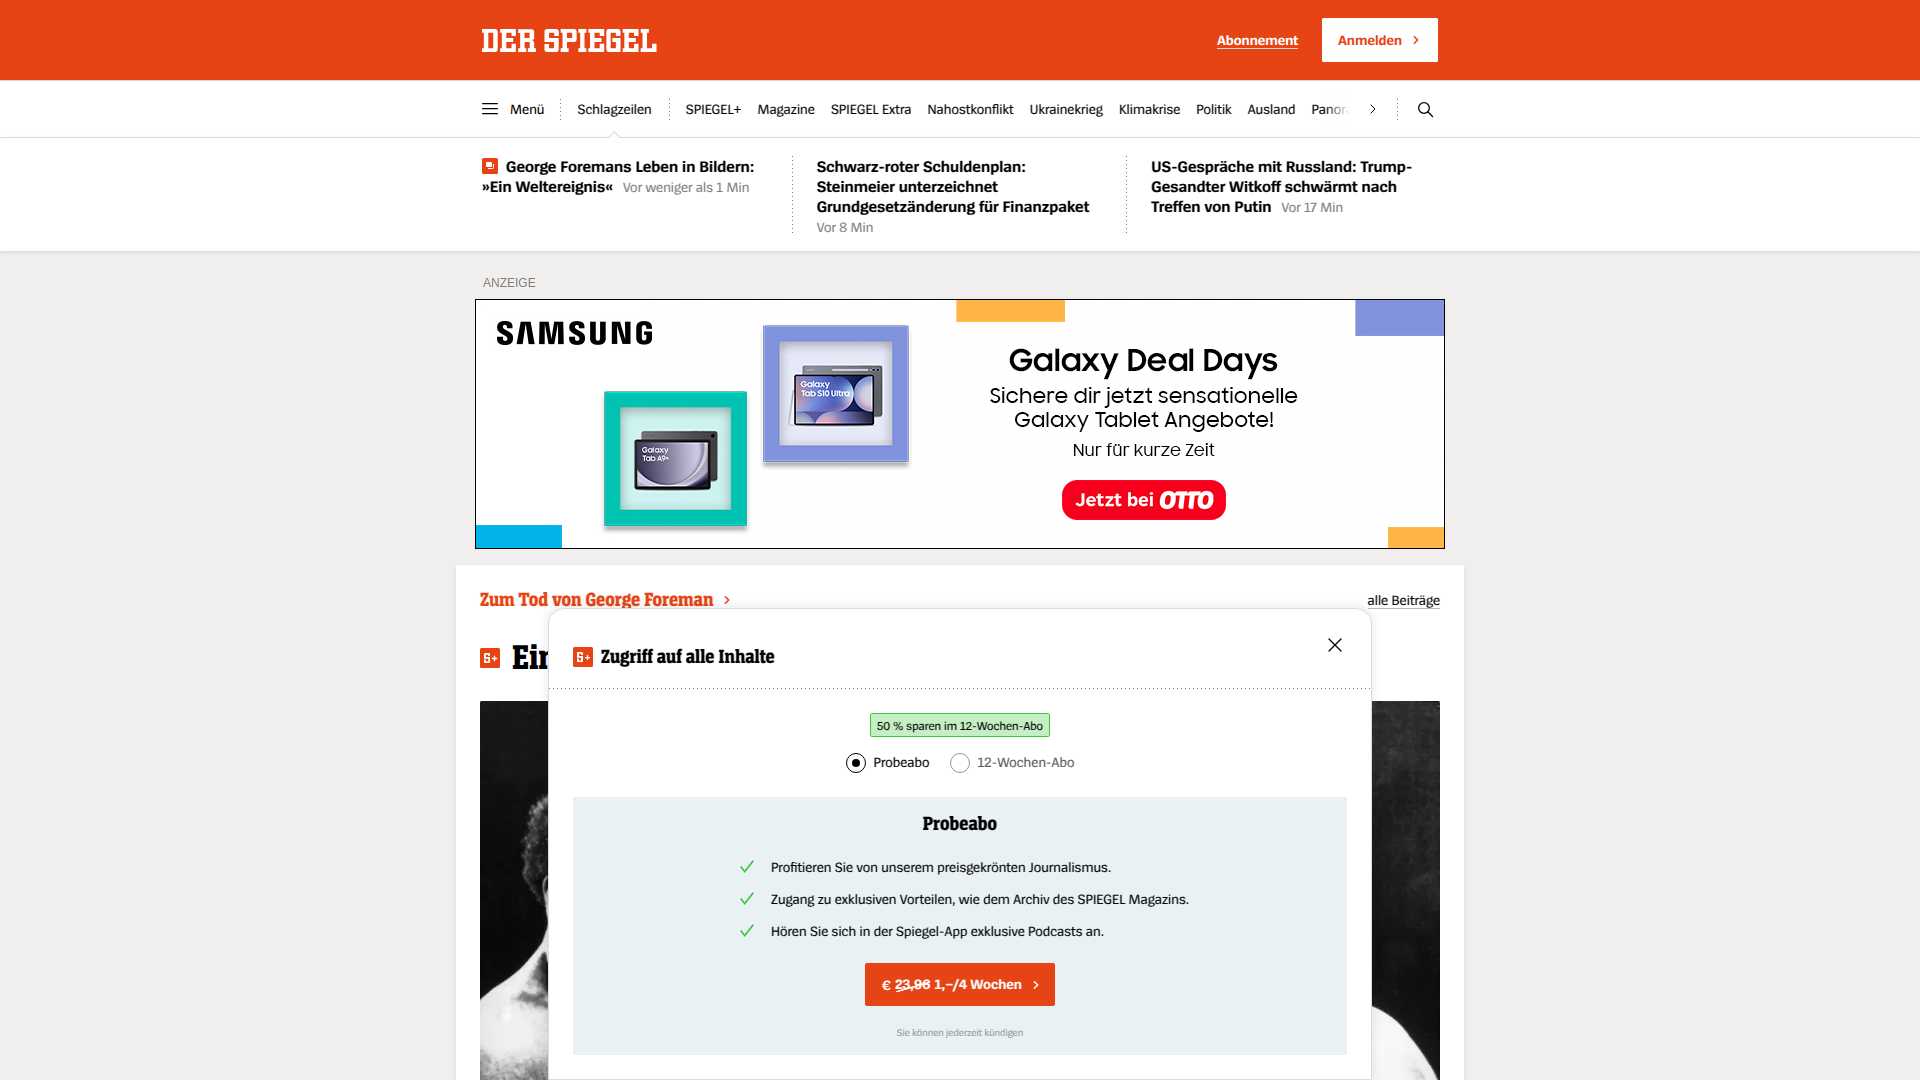 DER SPIEGEL
Abonnement
Anmelden
Menü
Schlagzeilen
SPIEGEL+
Magazine
SPIEGEL Extra
Nahostkonflikt
Ukrainekrieg
Klimakrise
Politik
Ausland
George Foremans Leben in Bildern:
»Ein Weltereignis« Vor weniger als 1 Min
Schwarz-roter Schuldenplan:
Steinmeier unterzeichnet
Grundgesetzänderung für Finanzpaket
Vor 8 Min
US-Gespräche mit Russland: Trump-
Gesandter Witkoff schwärmt nach
Treffen von Putin Vor 17 Min
ANZEIGE
SAMSUNG
Galaxy
Tab S10 Ultra
Galaxy
Tab A9+
Galaxy Deal Days
Sichere dir jetzt sensationelle
Galaxy Tablet Angebote!
Nur für kurze Zeit
Jetzt bei OTTO
Zum Tod von George Foreman
alle Beiträge
Zugriff auf alle Inhalte
50 % sparen im 12-Wochen-Abo
Probeabo
12-Wochen-Abo
Probeabo
Profitieren Sie von unserem preisgekrönten Journalismus.
Zugang zu exklusiven Vorteilen, wie dem Archiv des SPIEGEL Magazins.
Hören Sie sich in der Spiegel-App exklusive Podcasts an.
€ 23,96 1,–/4 Wochen
Sie können jederzeit kündigen